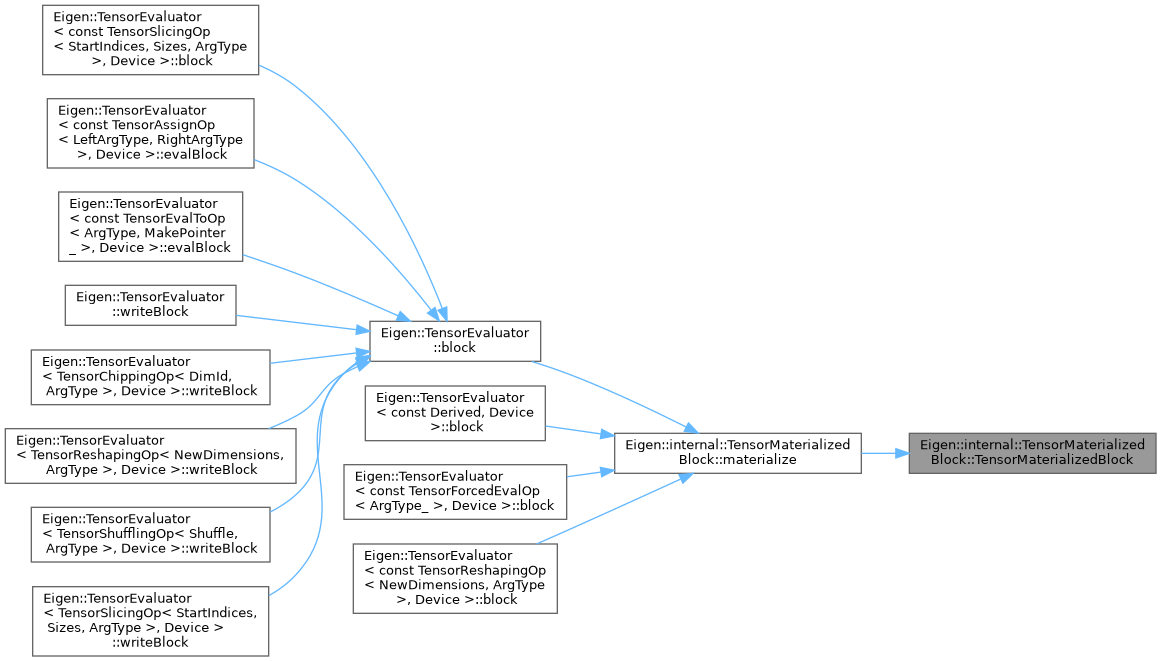 Eigen::TensorEvaluator
< const TensorSlicingOp
< StartIndices, Sizes, ArgType
>, Device >::block
Eigen::TensorEvaluator
< const TensorAssignOp
< LeftArgType, RightArgType
>, Device >::evalBlock
Eigen::TensorEvaluator
< const TensorEvalToOp
< ArgType, MakePointer
_ >, Device >::evalBlock
Eigen::TensorEvaluator
::writeBlock
Eigen::TensorEvaluator
< TensorChippingOp< DimId,
ArgType >, Device >::writeBlock
Eigen::TensorEvaluator
< TensorReshapingOp< NewDimensions,
ArgType >, Device >::writeBlock
Eigen::TensorEvaluator
< TensorShufflingOp< Shuffle,
ArgType >, Device >::writeBlock
Eigen::TensorEvaluator
< TensorSlicingOp< StartIndices,
Sizes, ArgType >, Device >
::writeBlock
Eigen::TensorEvaluator
::block
Eigen::TensorEvaluator
< const Derived, Device
>::block
Eigen::TensorEvaluator
< const TensorForcedEvalOp
< ArgType_ >, Device >::block
Eigen::TensorEvaluator
< const TensorReshapingOp
< NewDimensions, ArgType
>, Device >::block
Eigen::internal::TensorMaterialized
Block::materialize
Eigen::internal::TensorMaterialized
Block::TensorMaterializedBlock